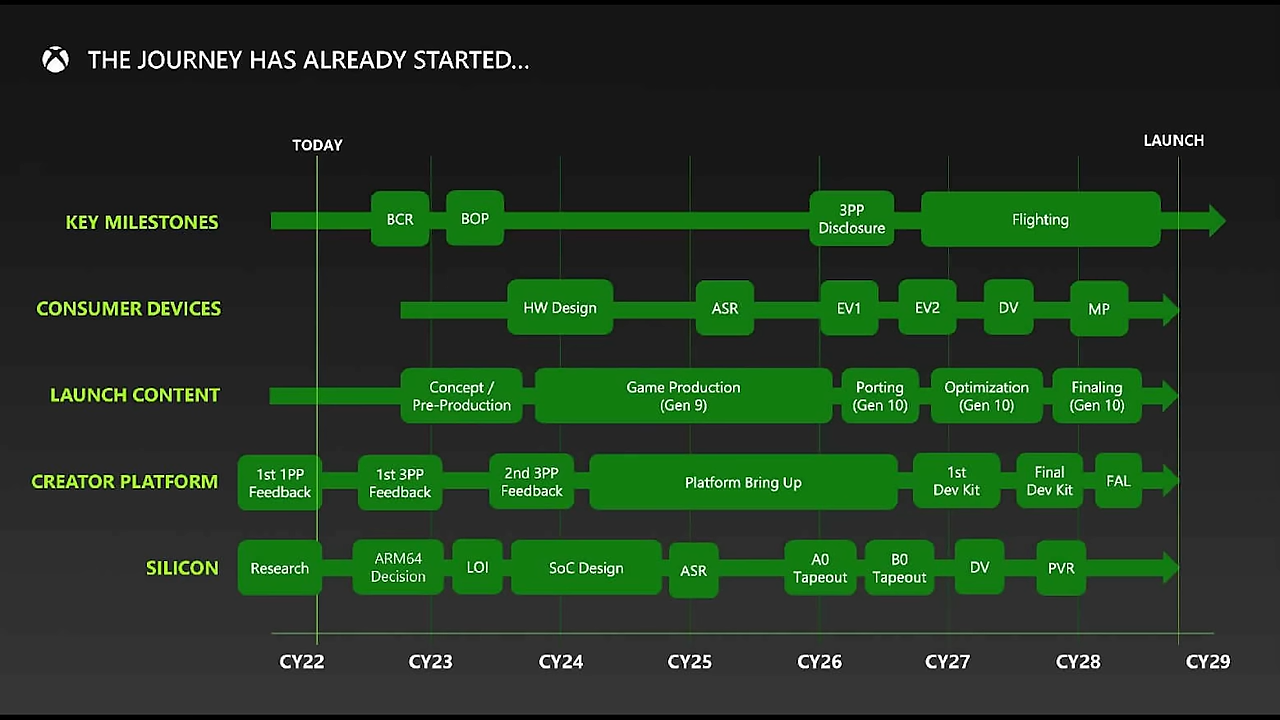 THE JOURNEY HAS ALREADY STARTED...
TODAY
LAUNCH
KEY MILESTONES
BCR
BOP
3PP
Disclosure
Flighting
CONSUMER DEVICES
HW Design
ASR
EV1
EV2
DV
MP
LAUNCH CONTENT
Concept /
Pre-Production
Game Production
(Gen 9)
Porting
(Gen 10)
Optimization
(Gen 10)
Finaling
(Gen 10)
CREATOR PLATFORM
1st 1PP
Feedback
1st 3PP
Feedback
2nd 3PP
Feedback
Platform Bring Up
1st
Dev Kit
Final
Dev Kit
FAL
SILICON
Research
ARM64
Decision
LOI
SoC Design
ASR
A0
Tapeout
B0
Tapeout
DV
PVR
CY22
CY23
CY24
CY25
CY26
CY27
CY28
CY29